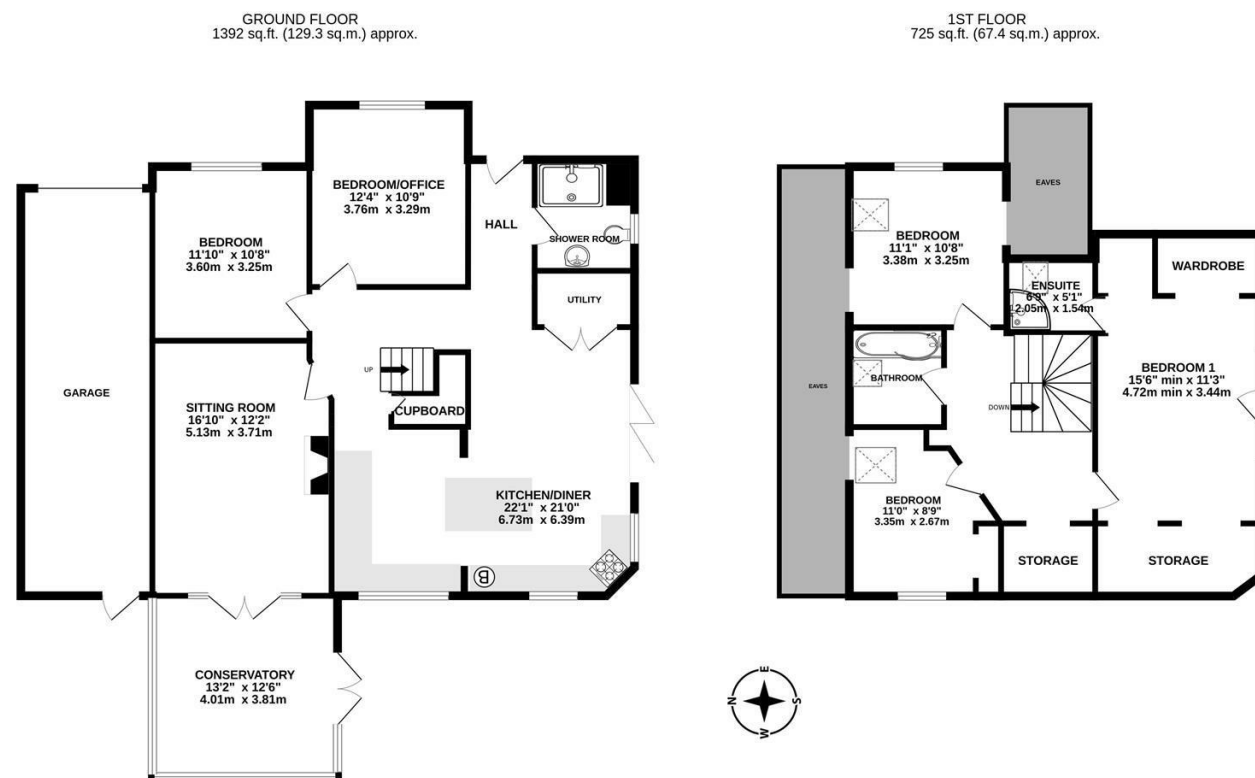 GROUND FLOOR
1392 sq.ft. (129.3 sq.m.) approx.
BEDROOM/OFFICE
12'4" x 10'9"
3.76m x 3.29m
HALL
SHOWER ROOM
BEDROOM
11'10" x 10'8"
3.60m x 3.25m
UTILITY
UP
CUPBOARD
GARAGE
SITTING ROOM
16'10" x 12'2"
5.13m x 3.71m
KITCHEN/DINER
22'1" x 21'0"
6.73m x 6.39m
B
CONSERVATORY
13'2" x 12'6"
4.01m x 3.81m
1ST FLOOR
725 sq.ft. (67.4 sq.m.) approx.
EAVES
BEDROOM
11'1" x 10'8"
3.38m x 3.25m
WARDROBE
ENSUITE
6'9" x 5'1"
2.05m x 1.54m
EAVES
BATHROOM
BEDROOM 1
15'6" min x 11'3"
4.72m min x 3.44m
DOWN
BEDROOM
11'0" x 8'9"
3.35m x 2.67m
STORAGE
STORAGE
E
N
S
W